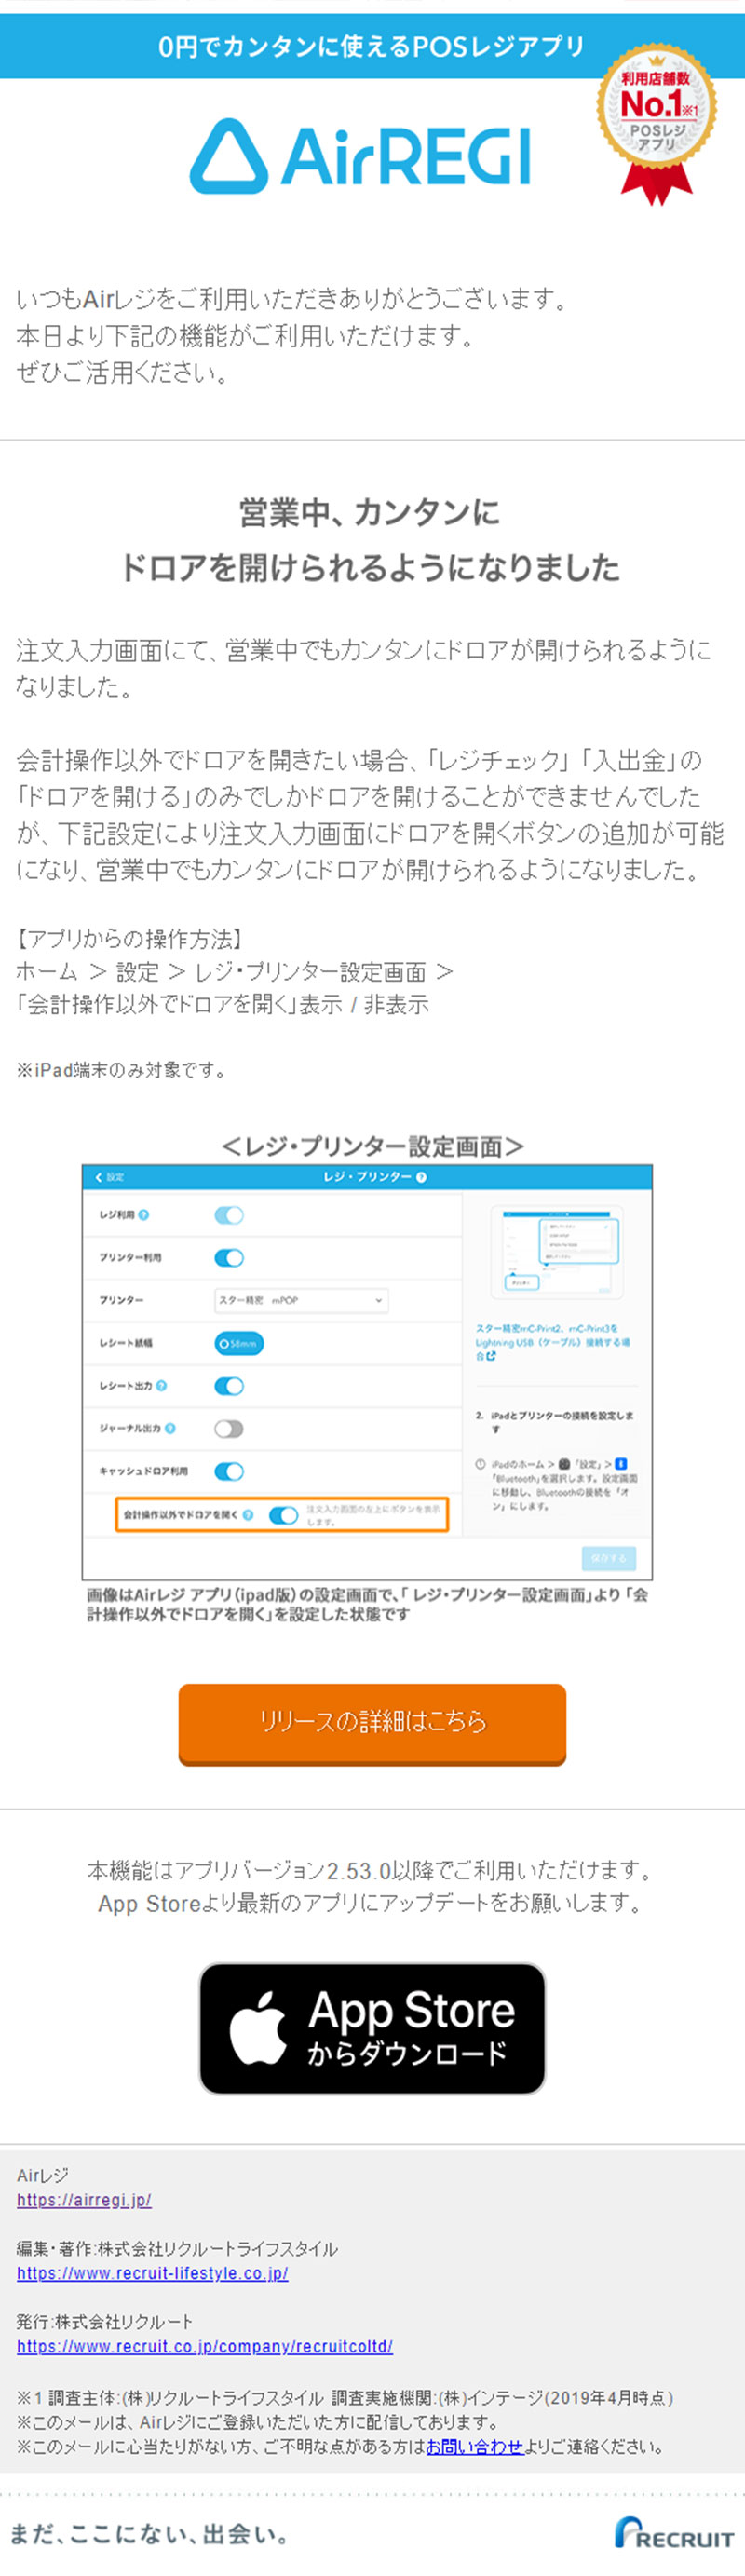 0円でカンタンに使えるPOSレジアプリ
利用店舗数
No.1※1
POSレジ
アプリ
AirREGI
いつもAirレジをご利用いただきありがとうございます。
本日より下記の機能がご利用いただけます。
ぜひご活用ください。
営業中、カンタンに
ドロアを開けられるようになりました
注文入力画面にて、営業中でもカンタンにドロアが開けられるように
なりました。
会計操作以外でドロアを開きたい場合、「レジチェック」「入出金」の
「ドロアを開ける」のみでしかドロアを開けることができませんでした
が、下記設定により注文入力画面にドロアを開くボタンの追加が可能
になり、営業中でもカンタンにドロアが開けられるようになりました。
【アプリからの操作方法】
ホーム ＞ 設定 ＞ レジ・プリンター設定画面 ＞
「会計操作以外でドロアを開く」表示 / 非表示
※iPad端末のみ対象です。
＜レジ・プリンター設定画面＞
設定
レジ・プリンター ?
レジ利用 ?
プリンター利用
プリンター
スター精密 mPOP
レシート紙幅
58mm
レシート出力 ?
ジャーナル出力 ?
キャッシュドロア利用
会計操作以外でドロアを開く ?
注文入力画面の左上にボタンを表示
します。
スター精密mC-Print2、mC-Print3を
Lightning USB（ケーブル）接続する場
合
2. iPadとプリンターの接続を設定しま
す
① iPadのホーム > 「設定」 >
「Bluetooth」を選択します。設定画面
に移動し、Bluetoothの接続を「オ
ン」にします。
保存する
画像はAirレジ アプリ（ipad版）の設定画面で、「 レジ・プリンター設定画面」より 「会
計操作以外でドロアを開く」を設定した状態です
リリースの詳細はこちら
本機能はアプリバージョン2.53.0以降でご利用いただけます。
App Storeより最新のアプリにアップデートをお願いします。
App Store
からダウンロード
Airレジ
https://airregi.jp/
編集・著作:株式会社リクルートライフスタイル
https://www.recruit-lifestyle.co.jp/
発行:株式会社リクルート
https://www.recruit.co.jp/company/recruitcoltd/
※1 調査主体:(株)リクルートライフスタイル 調査実施機関:(株)インテージ(2019年4月時点)
※このメールは、Airレジにご登録いただいた方に配信しております。
※このメールに心当たりがない方、ご不明な点がある方はお問い合わせよりご連絡ください。
まだ、ここにない、出会い。
RECRUIT